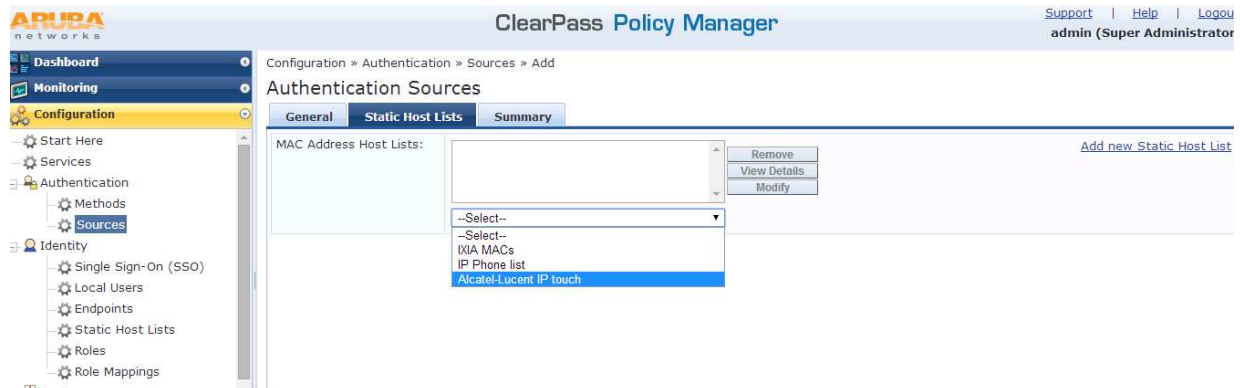 ARUBA
networks
ClearPass Policy Manager
Support | Help | Logou
admin (Super Administrator
Dashboard
Monitoring
Configuration
Start Here
Services
Authentication
Methods
Sources
Identity
Single Sign-On (SSO)
Local Users
Endpoints
Static Host Lists
Roles
Role Mappings
Configuration » Authentication » Sources » Add
Authentication Sources
General Static Host Lists Summary
MAC Address Host Lists:
Remove
View Details
Modify
Add new Static Host List
--Select--
--Select--
IXIA MACs
IP Phone list
Alcatel-Lucent IP touch